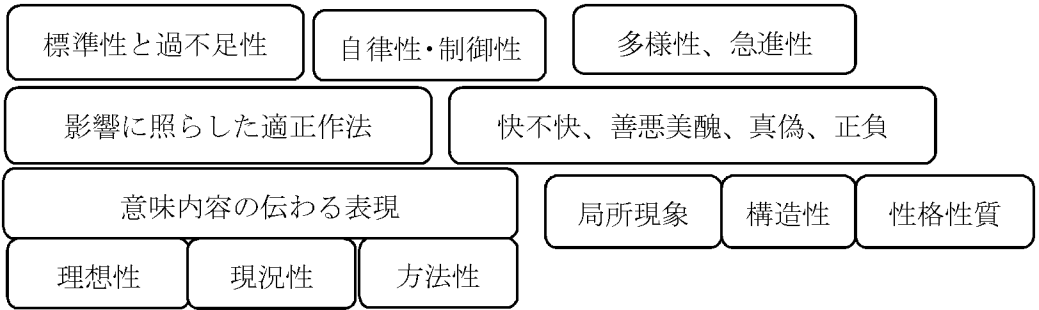 標準性と過不足性
自律性・制御性
多様性、急進性
影響に照らした適正作法
快不快、善悪美醜、真偽、正負
意味内容の伝わる表現
局所現象
構造性
性格性質
理想性
現況性
方法性